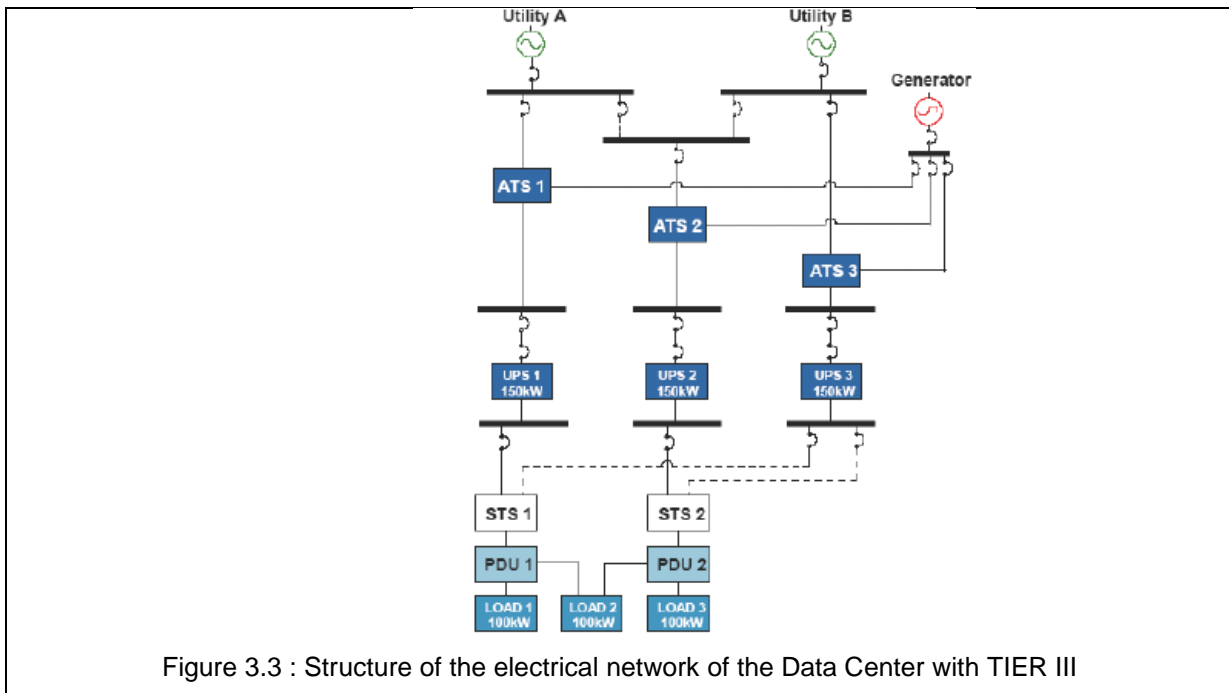 Utility A
Utility B
Generator
ATS 1
ATS 2
ATS 3
UPS 1
150kW
UPS 2
150kW
UPS 3
150kW
STS 1
STS 2
PDU 1
PDU 2
LOAD 1
100kW
LOAD 2
100kW
LOAD 3
100kW
Figure 3.3 : Structure of the electrical network of the Data Center with TIER III